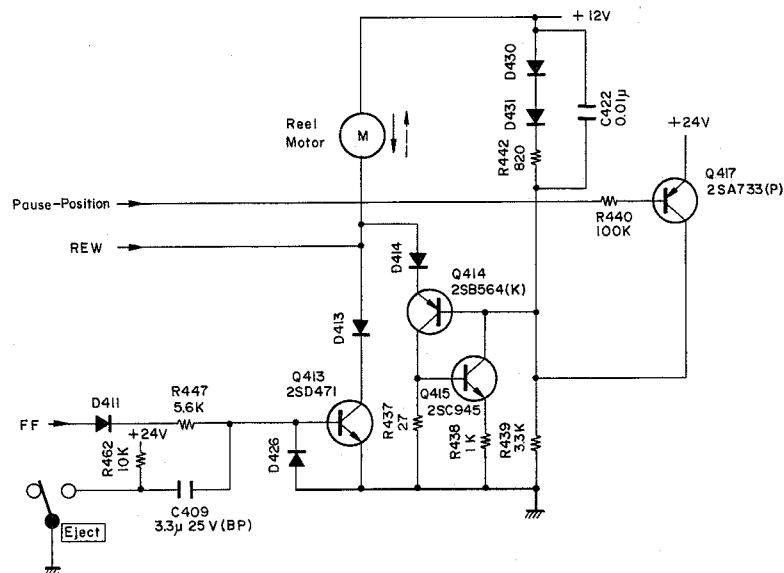 +12V
D430
D431
C422
0.01μ
R442
820
+24V
Reel
Motor
M
Q417
2SA733(P)
Pause-Position
R440
100K
REW
D414
Q414
2SB564(K)
D413
Q413
2SD471
Q415
2SC945
R447
5.6K
D411
FF
+24V
R462
10K
D426
R437
27
R438
1K
R439
3.3K
C409
3.3μ 25V(BP)
Eject